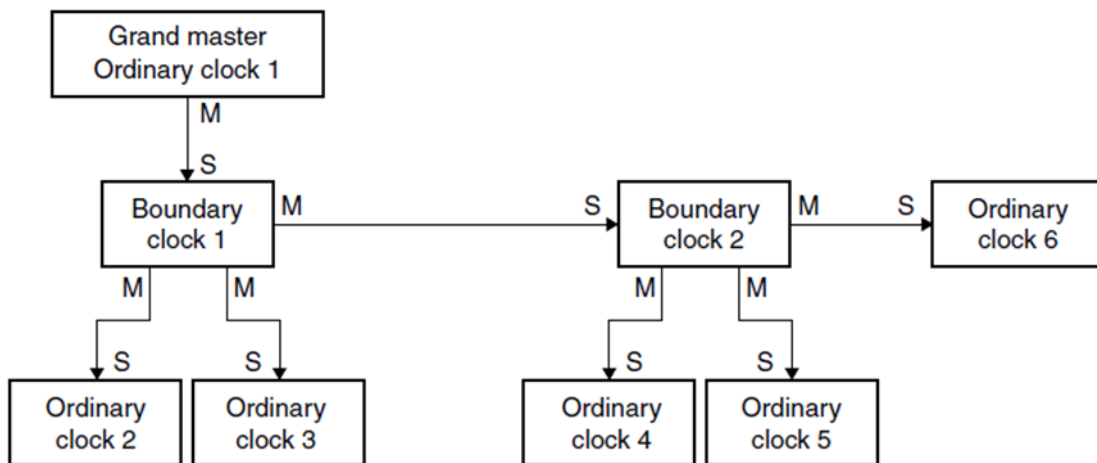 Grand master
Ordinary clock 1
M
S
Boundary
clock 1
M
S
Boundary
clock 2
M
S
Ordinary
clock 6
M
M
M
M
S
S
S
S
Ordinary
clock 2
Ordinary
clock 3
Ordinary
clock 4
Ordinary
clock 5